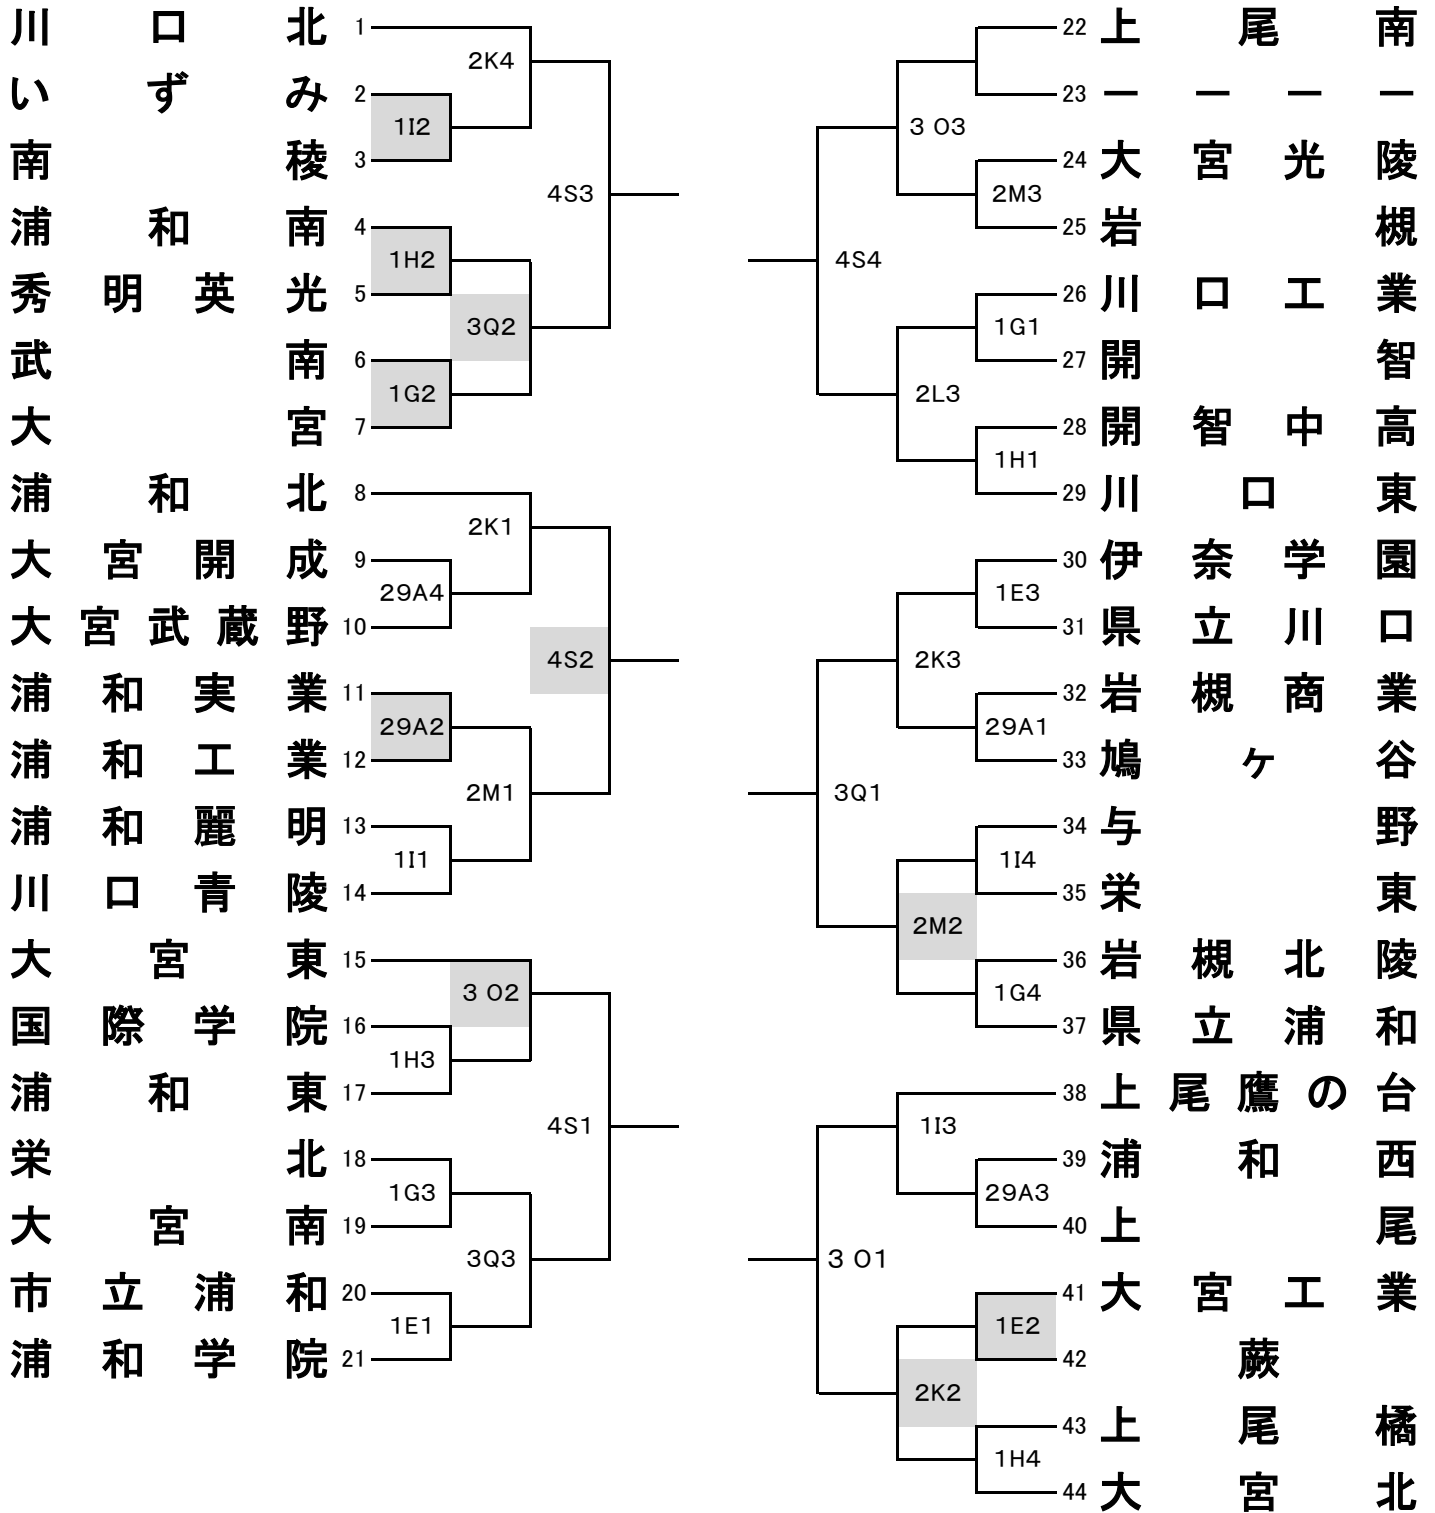 川口北 1
2K4
いずみ 2
1I2
南稜 3
4S3
浦和南 4
1H2
秀明英光 5
3Q2
武南 6
1G2
大宮 7
浦和北 8
2K1
大宮開成 9
29A4
大宮武蔵野 10
4S2
浦和実業 11
29A2
浦和工業 12
2M1
浦和麗明 13
1I1
川口青陵 14
大宮東 15
3 O2
国際学院 16
1H3
浦和東 17
4S1
栄北 18
1G3
大宮南 19
3Q3
市立浦和 20
1E1
浦和学院 21
22 上尾南
23 ーーーー
3 O3
24 大宮光陵
2M3
25 岩槻
4S4
26 川口工業
1G1
27 開智
2L3
28 開智中高
1H1
29 川口東
30 伊奈学園
1E3
31 県立川口
2K3
32 岩槻商業
29A1
33 鳩ヶ谷
3Q1
34 与野
1I4
35 栄東
2M2
36 岩槻北陵
1G4
37 県立浦和
38 上尾鷹の台
1I3
39 浦和西
29A3
40 上尾
3 O1
41 大宮工業
1E2
42 蕨
2K2
43 上尾橘
1H4
44 大宮北